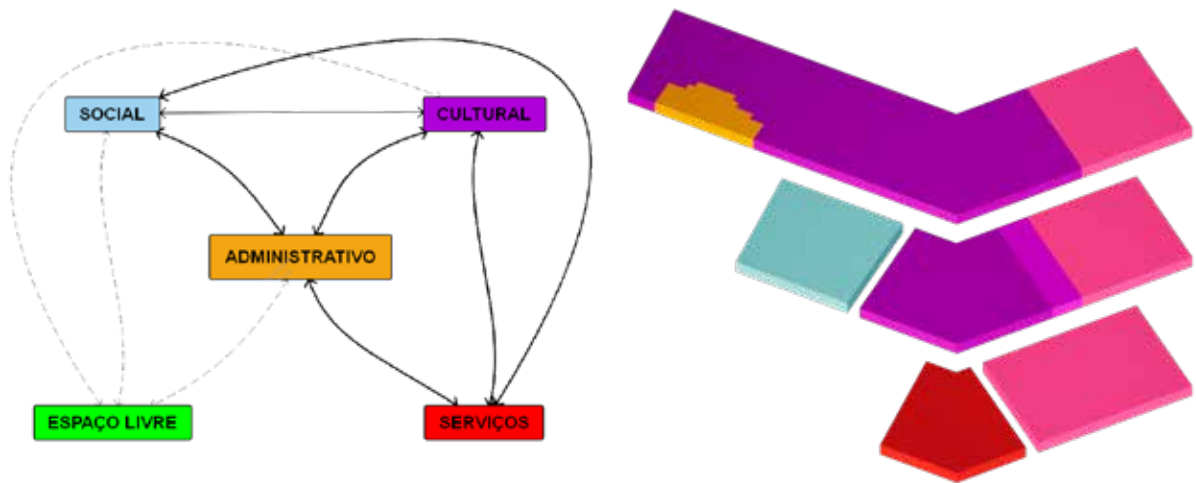 SOCIAL
CULTURAL
ADMINISTRATIVO
ESPAÇO LIVRE
SERVIÇOS